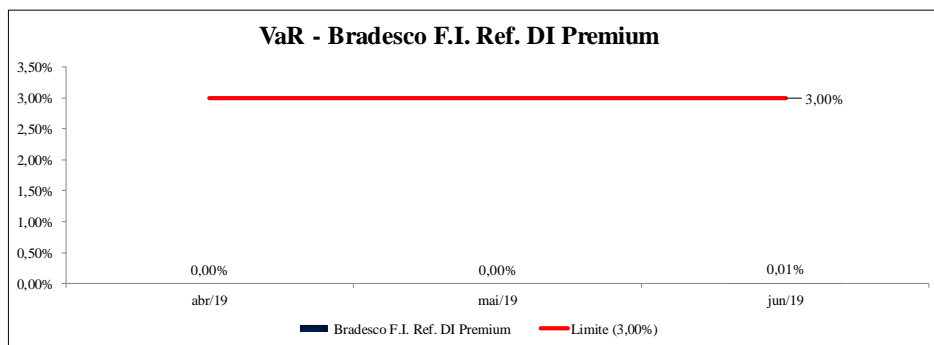 VaR - Bradesco F.I. Ref. DI Premium
3,50%
3,00%
3,00%
2,50%
2,00%
1,50%
1,00%
0,50%
0,00%
0,00%
0,00%
0,01%
abr/19
mai/19
jun/19
Bradesco F.I. Ref. DI Premium
Limite (3,00%)